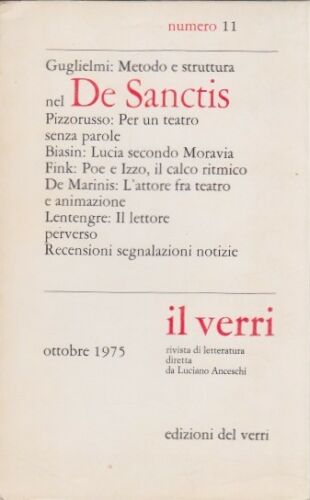 numero 11
Guglielmi: Metodo e struttura
nel De Sanctis
Pizzorusso: Per un teatro
senza parole
Biasin: Lucia secondo Moravia
Fink: Poe e Izzo, il calco ritmico
De Marinis: L'attore fra teatro
e animazione
Lentengre: Il lettore
perverso
Recensioni segnalazioni notizie
il verri
ottobre 1975
rivista di letteratura
diretta
da Luciano Anceschi
edizioni del verri